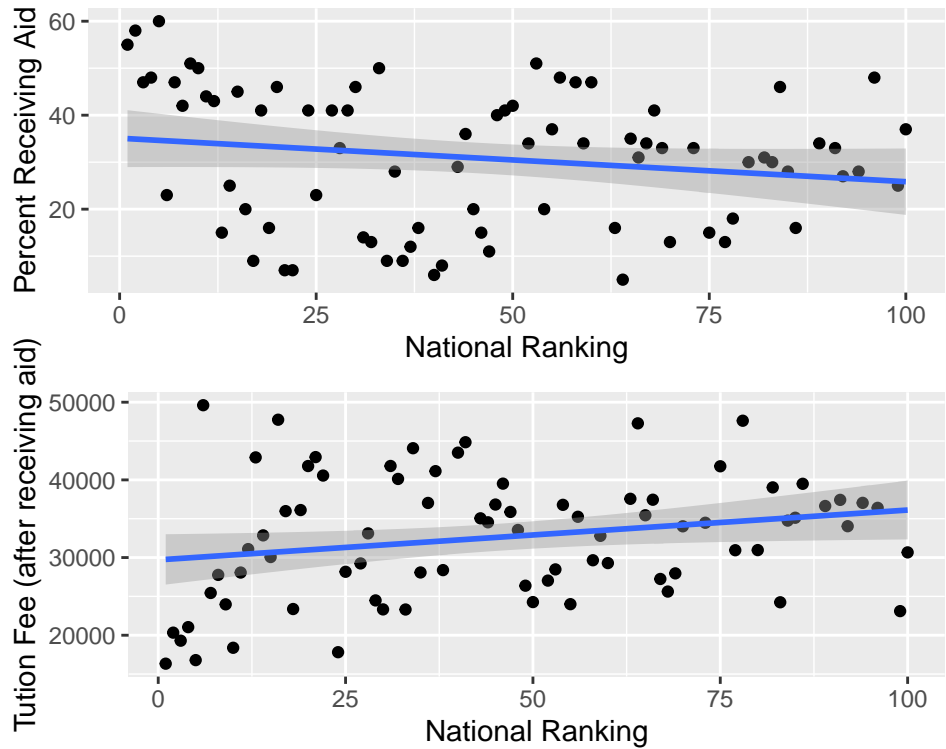 Percent Receiving Aid
60
40
20
0 25 50 75 100
National Ranking
Tution Fee (after receiving aid)
50000
40000
30000
20000
0 25 50 75 100
National Ranking